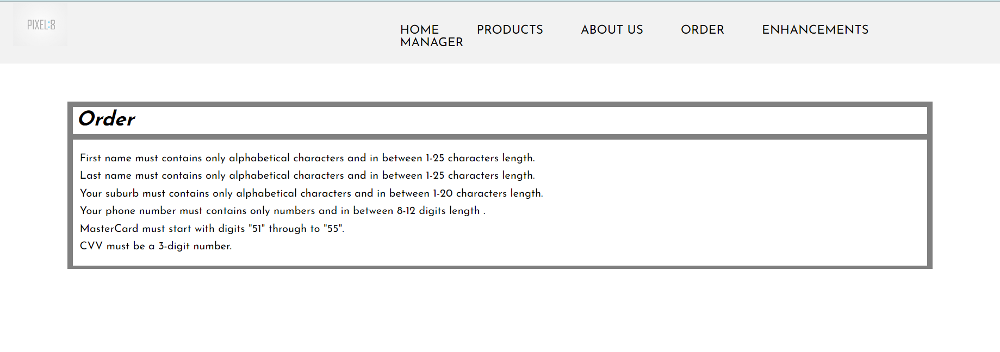 PIXEL:8
HOME PRODUCTS ABOUT US ORDER ENHANCEMENTS
MANAGER
Order
First name must contains only alphabetical characters and in between 1-25 characters length.
Last name must contains only alphabetical characters and in between 1-25 characters length.
Your suburb must contains only alphabetical characters and in between 1-20 characters length.
Your phone number must contains only numbers and in between 8-12 digits length .
MasterCard must start with digits "51" through to "55".
CVV must be a 3-digit number.